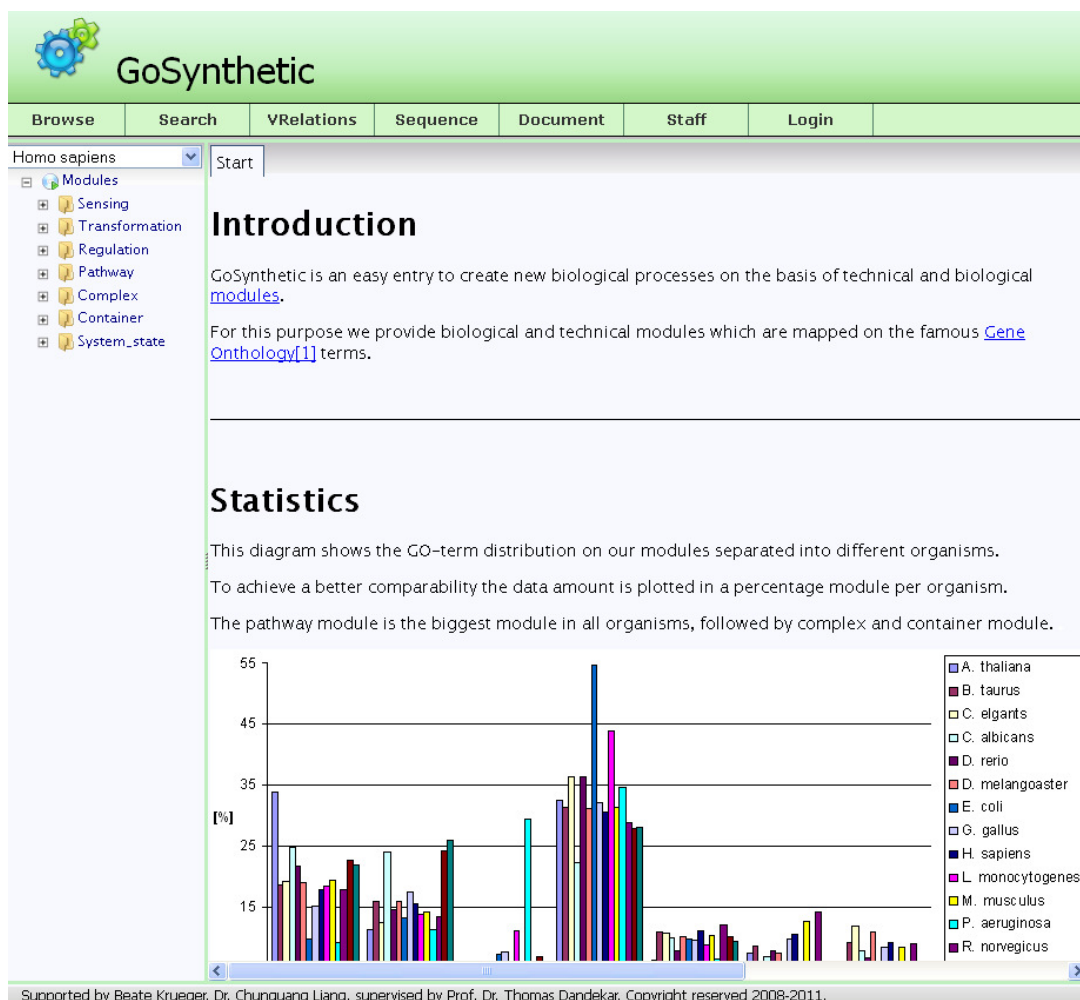 GoSynthetic
Browse Search VRelations Sequence Document Staff Login
Homo sapiens
Modules
Sensing
Transformation
Regulation
Pathway
Complex
Container
System_state
Start
Introduction
GoSynthetic is an easy entry to create new biological processes on the basis of technical and biological
modules.
For this purpose we provide biological and technical modules which are mapped on the famous Gene
Onthology[1] terms.
Statistics
This diagram shows the GO-term distribution on our modules separated into different organisms.
To achieve a better comparability the data amount is plotted in a percentage module per organism.
The pathway module is the biggest module in all organisms, followed by complex and container module.
55
45
35
[%]
25
15
A. thaliana
B. taurus
C. elgants
C. albicans
D. rerio
D. melangoaster
E. coli
G. gallus
H. sapiens
L. monocytogenes
M. musculus
P. aeruginosa
R. norvegicus
Supported by Beate Krueger, Dr. Chunguang Liang, supervised by Prof. Dr. Thomas Dandekar. Copyright reserved 2008-2011.